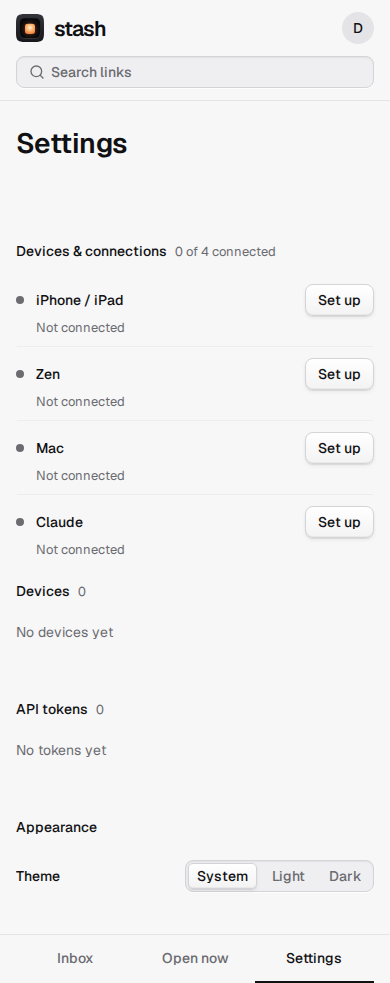 stash
D
Search links
Settings
Devices & connections 0 of 4 connected
iPhone / iPad
Set up
Not connected
Zen
Set up
Not connected
Mac
Set up
Not connected
Claude
Set up
Not connected
Devices 0
No devices yet
API tokens 0
No tokens yet
Appearance
Theme
System Light Dark
Inbox Open now Settings